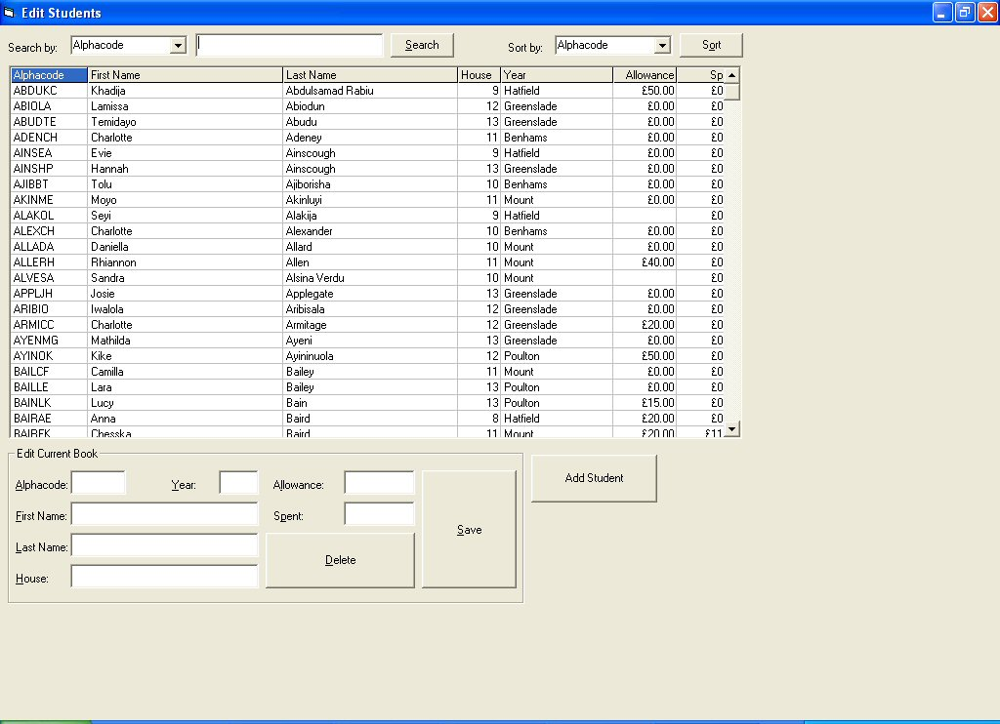 Edit Students
Search by: Alphacode Search Sort by: Alphacode Sort
Alphacode First Name Last Name House Year Allowance Sp
ABDUKC Khadija Abdulsamad Rabiu 9 Hatfield £50.00 £0
ABIOLA Lamissa Abiodun 12 Greenslade £0.00 £0
ABUDTE Temidayo Abudu 13 Greenslade £0.00 £0
ADENCH Charlotte Adeney 11 Benhams £0.00 £0
AINSEA Evie Ainscough 9 Hatfield £0.00 £0
AINSHP Hannah Ainscough 13 Greenslade £0.00 £0
AJIBBT Tolu Ajiborisha 10 Benhams £0.00 £0
AKINME Moyo Akinluyi 11 Mount £0.00 £0
ALAKOL Seyi Alakija 9 Hatfield £0
ALEXCH Charlotte Alexander 10 Benhams £0.00 £0
ALLADA Daniella Allard 10 Mount £0.00 £0
ALLERH Rhiannon Allen 11 Mount £40.00 £0
ALVESA Sandra Alsina Verdu 10 Mount £0
APPLJH Josie Applegate 13 Greenslade £0.00 £0
ARIBIO Iwalola Aribisala 12 Greenslade £0.00 £0
ARMICC Charlotte Armitage 12 Greenslade £20.00 £0
AYENMG Mathilda Ayeni 13 Greenslade £0.00 £0
AYINOK Kike Ayininuola 12 Poulton £50.00 £0
BAILCF Camilla Bailey 11 Mount £0.00 £0
BAILLE Lara Bailey 13 Poulton £0.00 £0
BAINLK Lucy Bain 13 Poulton £15.00 £0
BAIRAE Anna Baird 8 Hatfield £20.00 £0
BAIRFK Chesska Baird 11 Mount £20.00 £11
Edit Current Book
Alphacode: Year: Allowance: Add Student
First Name: Spent: Save
Last Name: Delete
House: